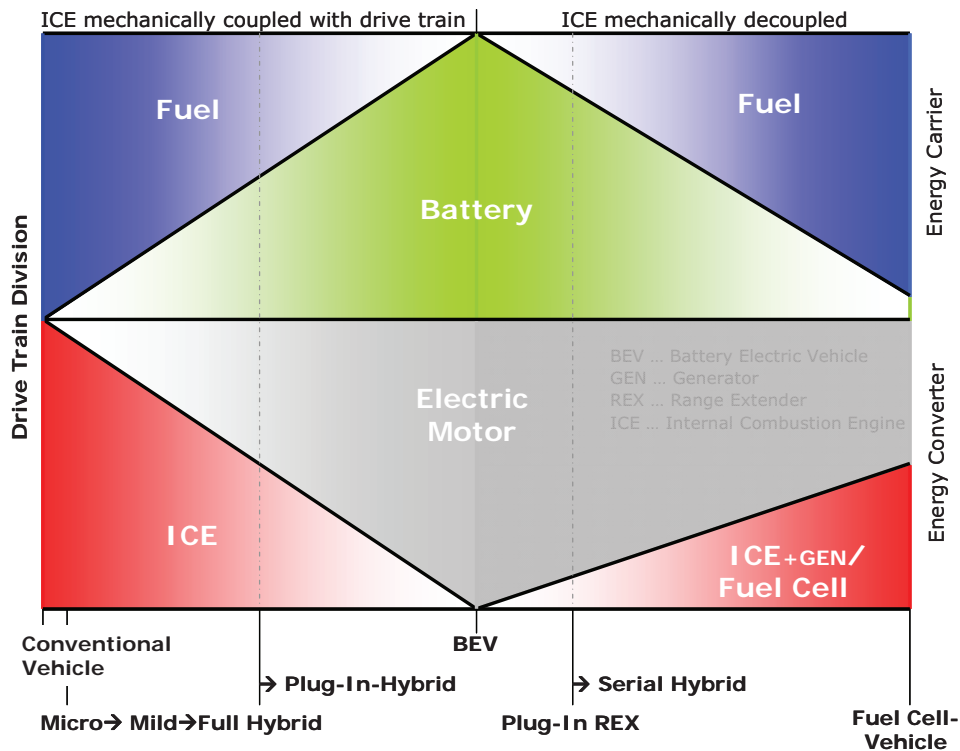 ICE mechanically coupled with drive train
ICE mechanically decoupled
Fuel
Fuel
Battery
Energy Carrier
Drive Train Division
BEV ... Battery Electric Vehicle
GEN ... Generator
REX ... Range Extender
ICE ... Internal Combustion Engine
Electric
Motor
Energy Converter
ICE
ICE+GEN/
Fuel Cell
Conventional
Vehicle
BEV
→ Plug-In-Hybrid
→ Serial Hybrid
Micro→ Mild→Full Hybrid
Plug-In REX
Fuel Cell-
Vehicle